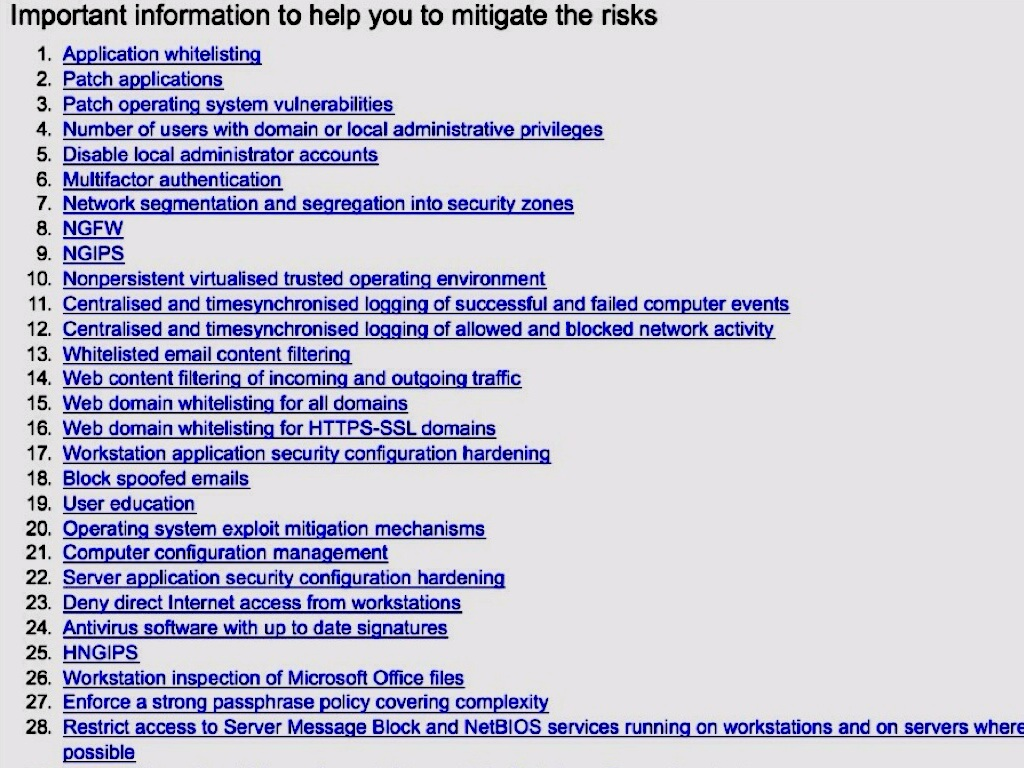 Important information to help you to mitigate the risks
1. Application whitelisting
2. Patch applications
3. Patch operating system vulnerabilities
4. Number of users with domain or local administrative privileges
5. Disable local administrator accounts
6. Multifactor authentication
7. Network segmentation and segregation into security zones
8. NGFW
9. NGIPS
10. Nonpersistent virtualised trusted operating environment
11. Centralised and timesynchronised logging of successful and failed computer events
12. Centralised and timesynchronised logging of allowed and blocked network activity
13. Whitelisted email content filtering
14. Web content filtering of incoming and outgoing traffic
15. Web domain whitelisting for all domains
16. Web domain whitelisting for HTTPS-SSL domains
17. Workstation application security configuration hardening
18. Block spoofed emails
19. User education
20. Operating system exploit mitigation mechanisms
21. Computer configuration management
22. Server application security configuration hardening
23. Deny direct Internet access from workstations
24. Antivirus software with up to date signatures
25. HNGIPS
26. Workstation inspection of Microsoft Office files
27. Enforce a strong passphrase policy covering complexity
28. Restrict access to Server Message Block and NetBIOS services running on workstations and on servers where
possible